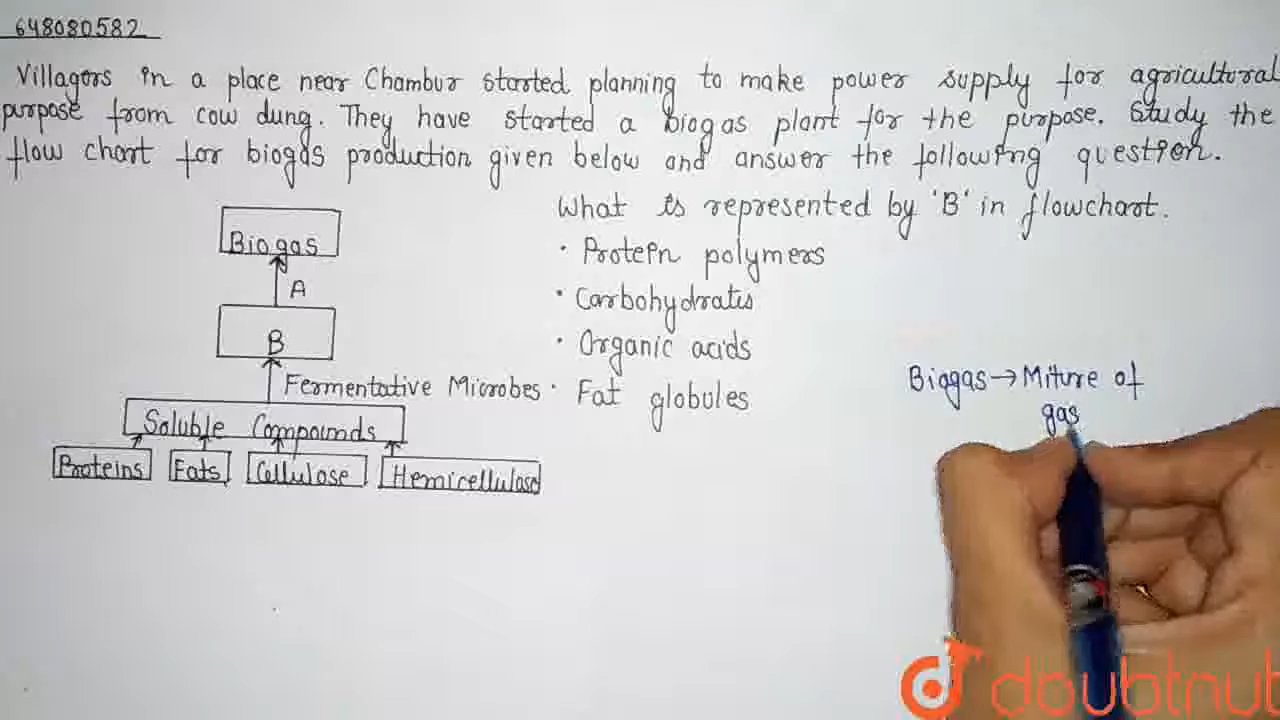 648080582
Villagers in a place near Chambur started planning to make power supply for agricultural
purpose from cow dung. They have started a biogas plant for the purpose. Study the
flow chart for biogas production given below and answer the following question.
What is represented by 'B' in flowchart.
Biogas
A
B
Fermentative Microbes
Soluble Compounds
Proteins
Fats
Cellulose
Hemicellulose
• Protein polymers
• Carbohydrates
• Organic acids
• Fat globules
Biogas → Miture of
gas
doubtnut